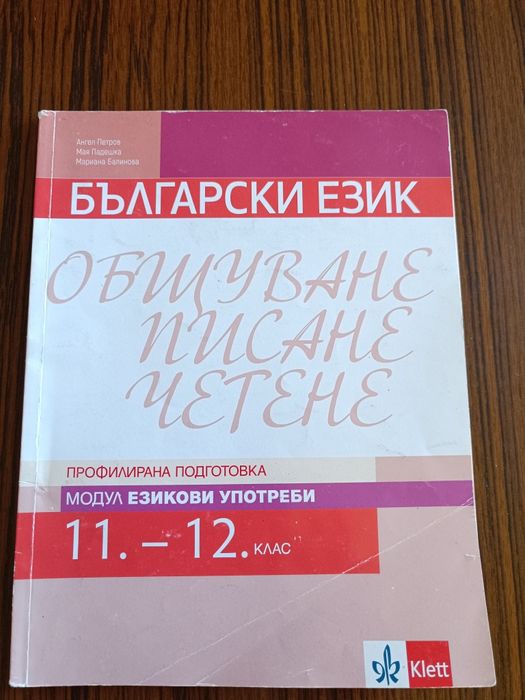 Ангел Петров
Мая Падешка
Мариана Балинова
БЪЛГАРСКИ ЕЗИК
ОБЩУВАНЕ
ПИСАНЕ
ЧЕТЕНЕ
ПРОФИЛИРАНА ПОДГОТОВКА
МОДУЛ ЕЗИКОВИ УПОТРЕБИ
11. – 12. КЛАС
Klett